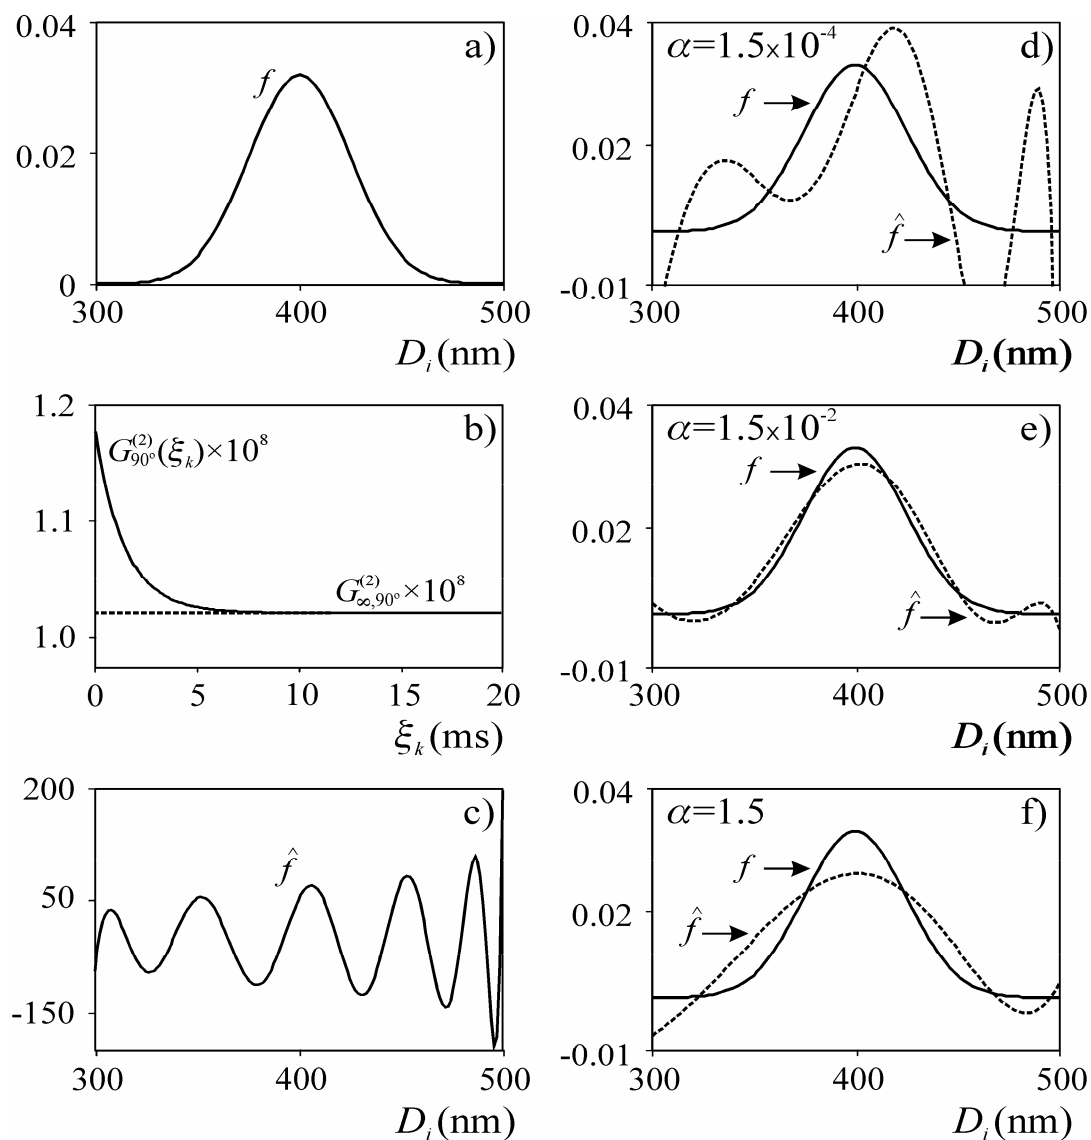 0.04
a)
f
0.02
0
300
400
500
D_i (nm)
1.2
b)
G^{(2)}_{90°}(ξ_k)×10^8
1.1
G^{(2)}_{∞,90°}×10^8
1.0
0
5
10
15
20
ξ_k (ms)
200
c)
f̂
50
-150
300
400
500
D_i (nm)
0.04
α=1.5×10^{-4}
d)
f
0.02
f̂
-0.01
300
400
500
D_i (nm)
0.04
α=1.5×10^{-2}
e)
f
0.02
f̂
-0.01
300
400
500
D_i (nm)
0.04
α=1.5
f)
f
0.02
f̂
-0.01
300
400
500
D_i (nm)